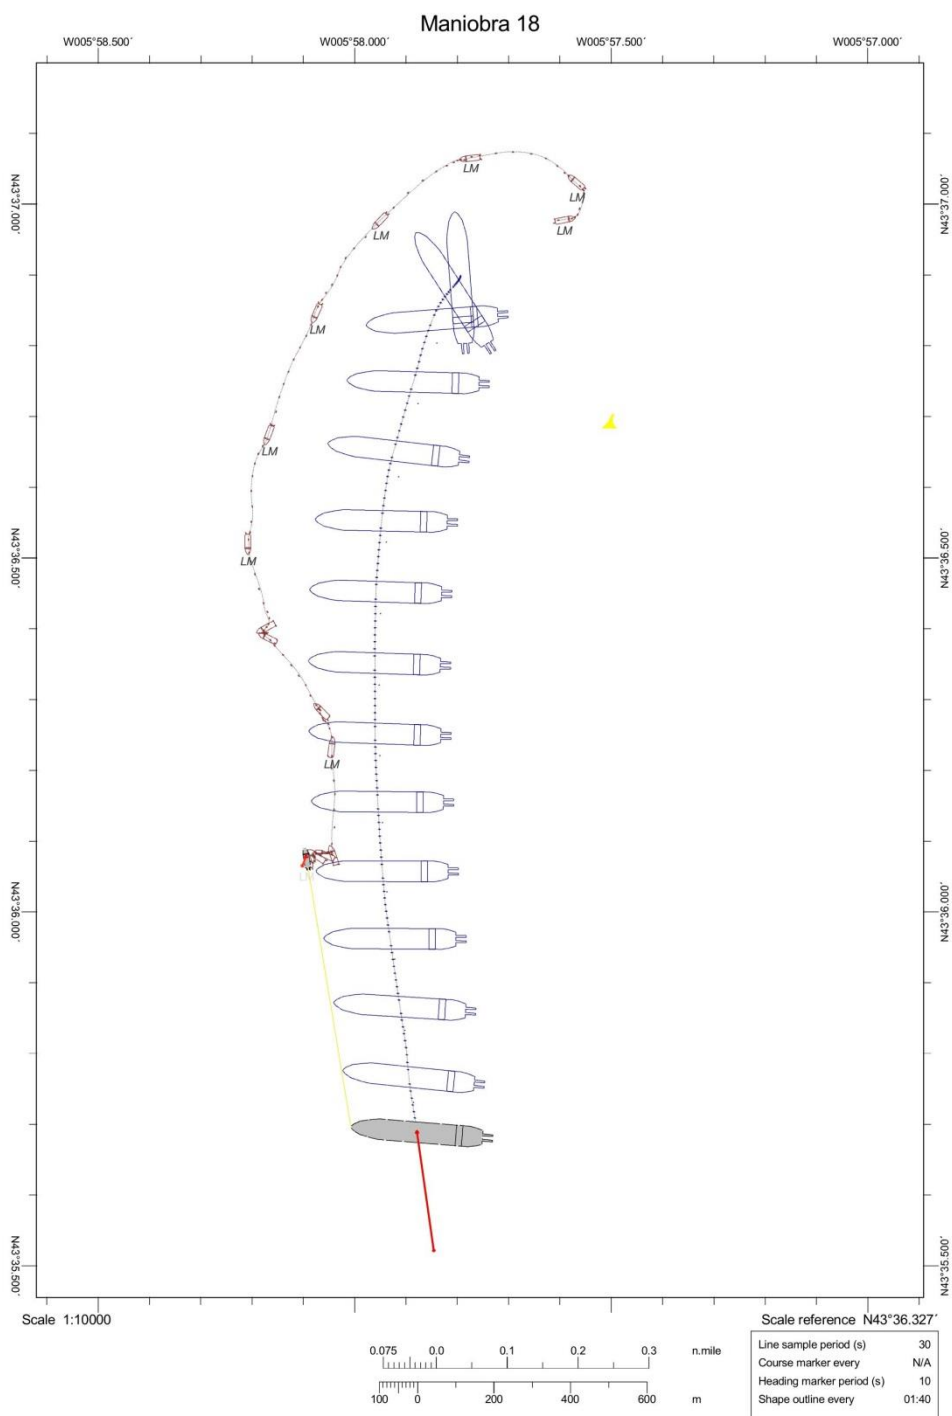 Maniobra 18
W005°58.500´ W005°58.000´ W005°57.500´ W005°57.000´
LM
LM
N43°37.000´ N43°37.000´
LM
LM
LM
LM
N43°36.500´ N43°36.500´
LM
LM
LM
N43°36.000´ N43°36.000´
N43°35.500´ N43°35.500´
Scale 1:10000 Scale reference N43°36.327´
0.075 0.0 0.1 0.2 0.3 n.mile
100 0 200 400 600 m
Line sample period (s) 30
Course marker every N/A
Heading marker period (s) 10
Shape outline every 01:40